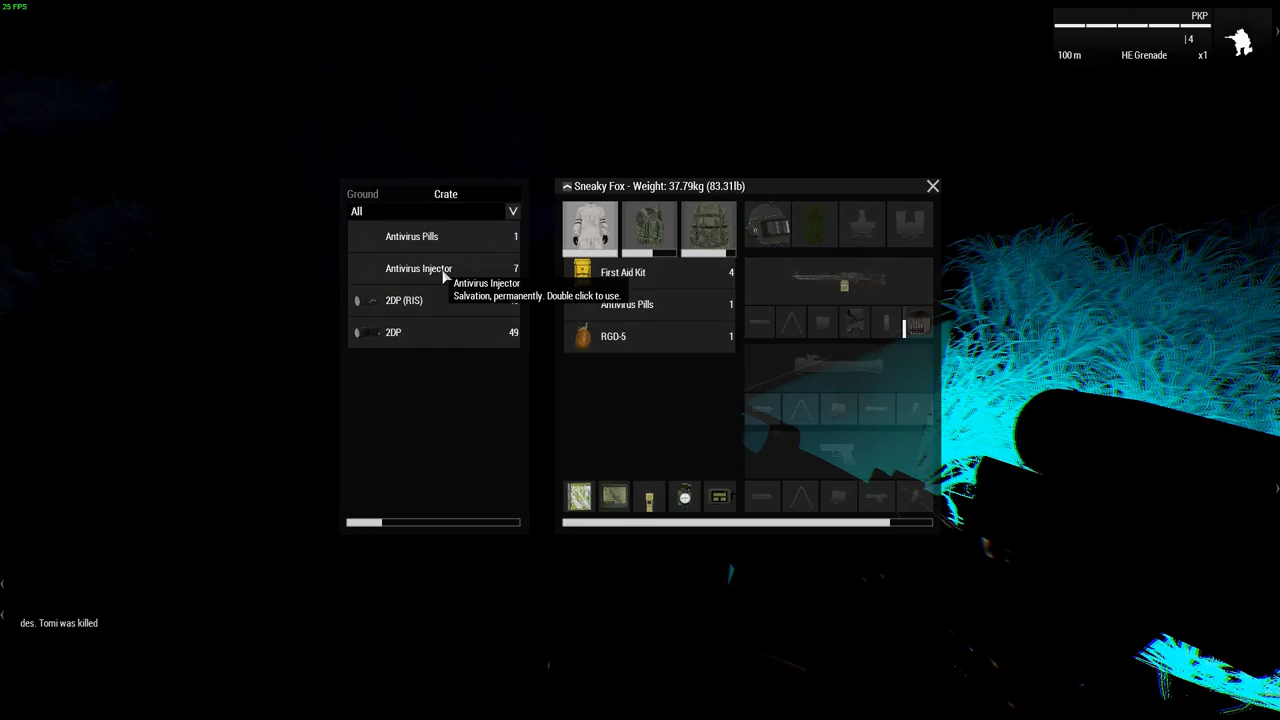 25 FPS
PKP
| 4
100 m HE Grenade x1
Ground Crate
All
Antivirus Pills 1
Antivirus Injector 7
Antivirus Injector
Salvation, permanently. Double click to use.
2DP (RIS)
2DP 49
Sneaky Fox - Weight: 37.79kg (83.31lb)
First Aid Kit 4
Antivirus Pills 1
RGD-5 1
des. Tomi was killed